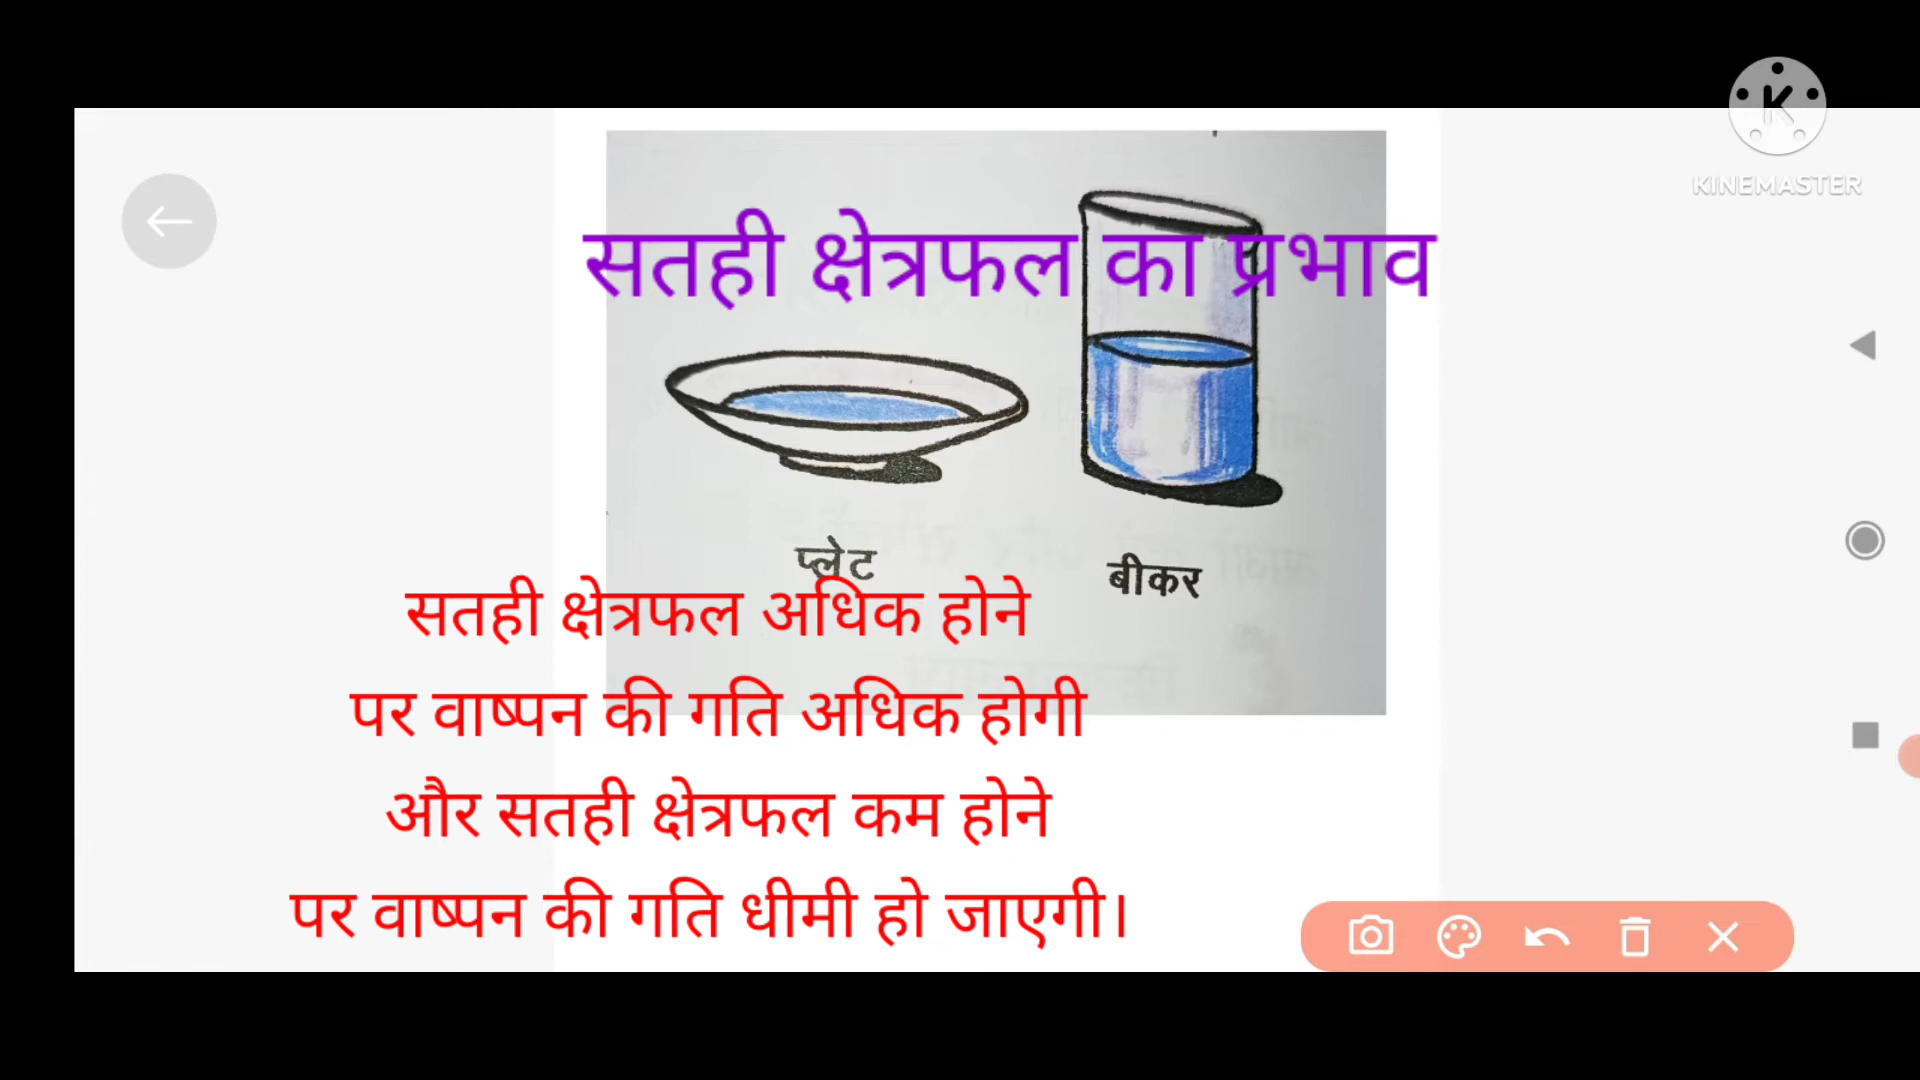 KINEMASTER
सतही क्षेत्रफल का प्रभाव
प्लेट
बीकर
सतही क्षेत्रफल अधिक होने
पर वाष्पन की गति अधिक होगी
और सतही क्षेत्रफल कम होने
पर वाष्पन की गति धीमी हो जाएगी।